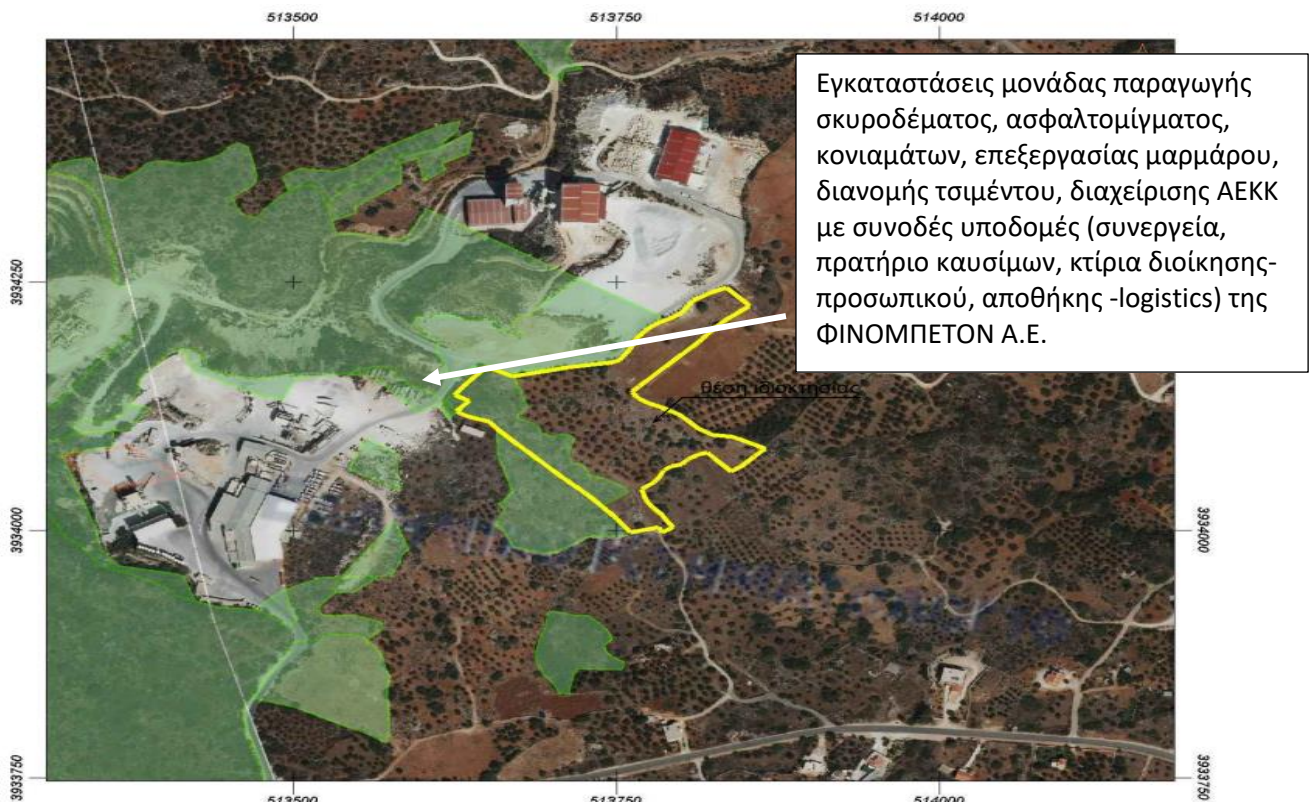 513500 513750 514000
Εγκαταστάσεις μονάδας παραγωγής
σκυροδέματος, ασφαλτομίγματος,
κονιαμάτων, επεξεργασίας μαρμάρου,
διανομής τσιμέντου, διαχείρισης ΑΕΚΚ
με συνοδές υποδομές (συνεργεία,
πρατήριο καυσίμων, κτίρια διοίκησης-
προσωπικού, αποθήκης -logistics) της
ΦΙΝΟΜΠΕΤΟΝ Α.Ε.
3934250
θέση ιδιοκτησίας
3934000 3934000
3933750 3933750
513500 513750 514000